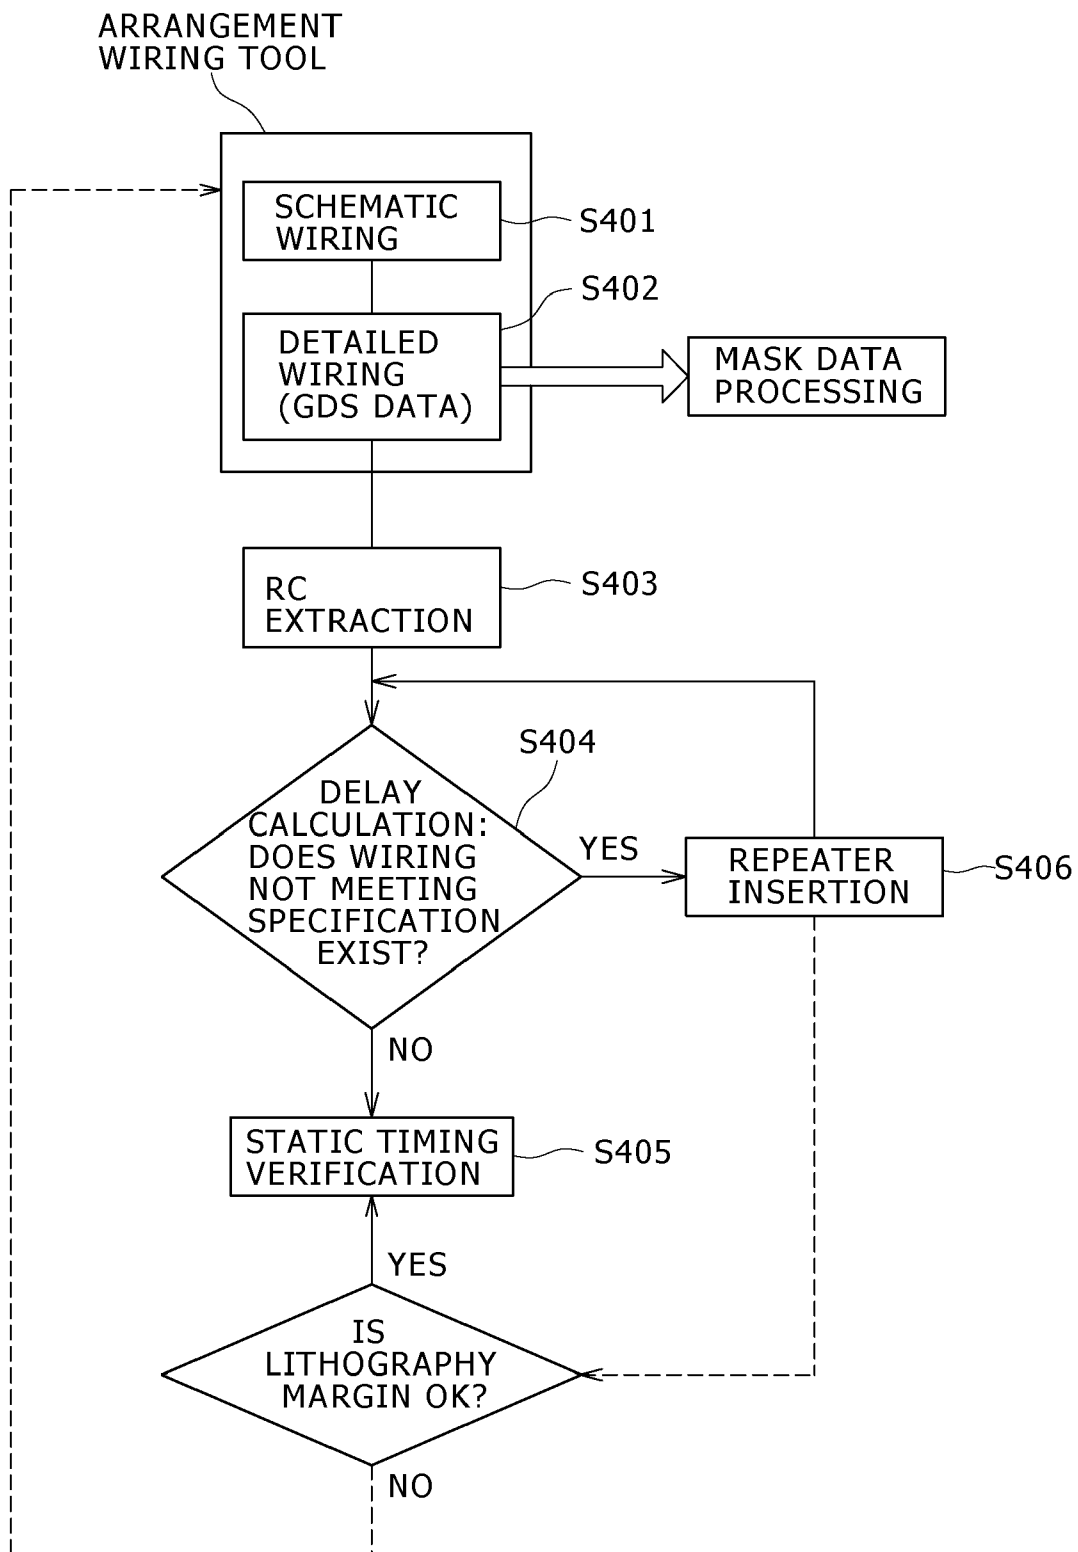 ARRANGEMENT
WIRING TOOL
SCHEMATIC
WIRING
S401
S402
DETAILED
WIRING
(GDS DATA)
MASK DATA
PROCESSING
RC
EXTRACTION
S403
S404
DELAY
CALCULATION:
DOES WIRING
NOT MEETING
SPECIFICATION
EXIST?
YES
REPEATER
INSERTION
S406
NO
STATIC TIMING
VERIFICATION
S405
YES
IS
LITHOGRAPHY
MARGIN OK?
NO